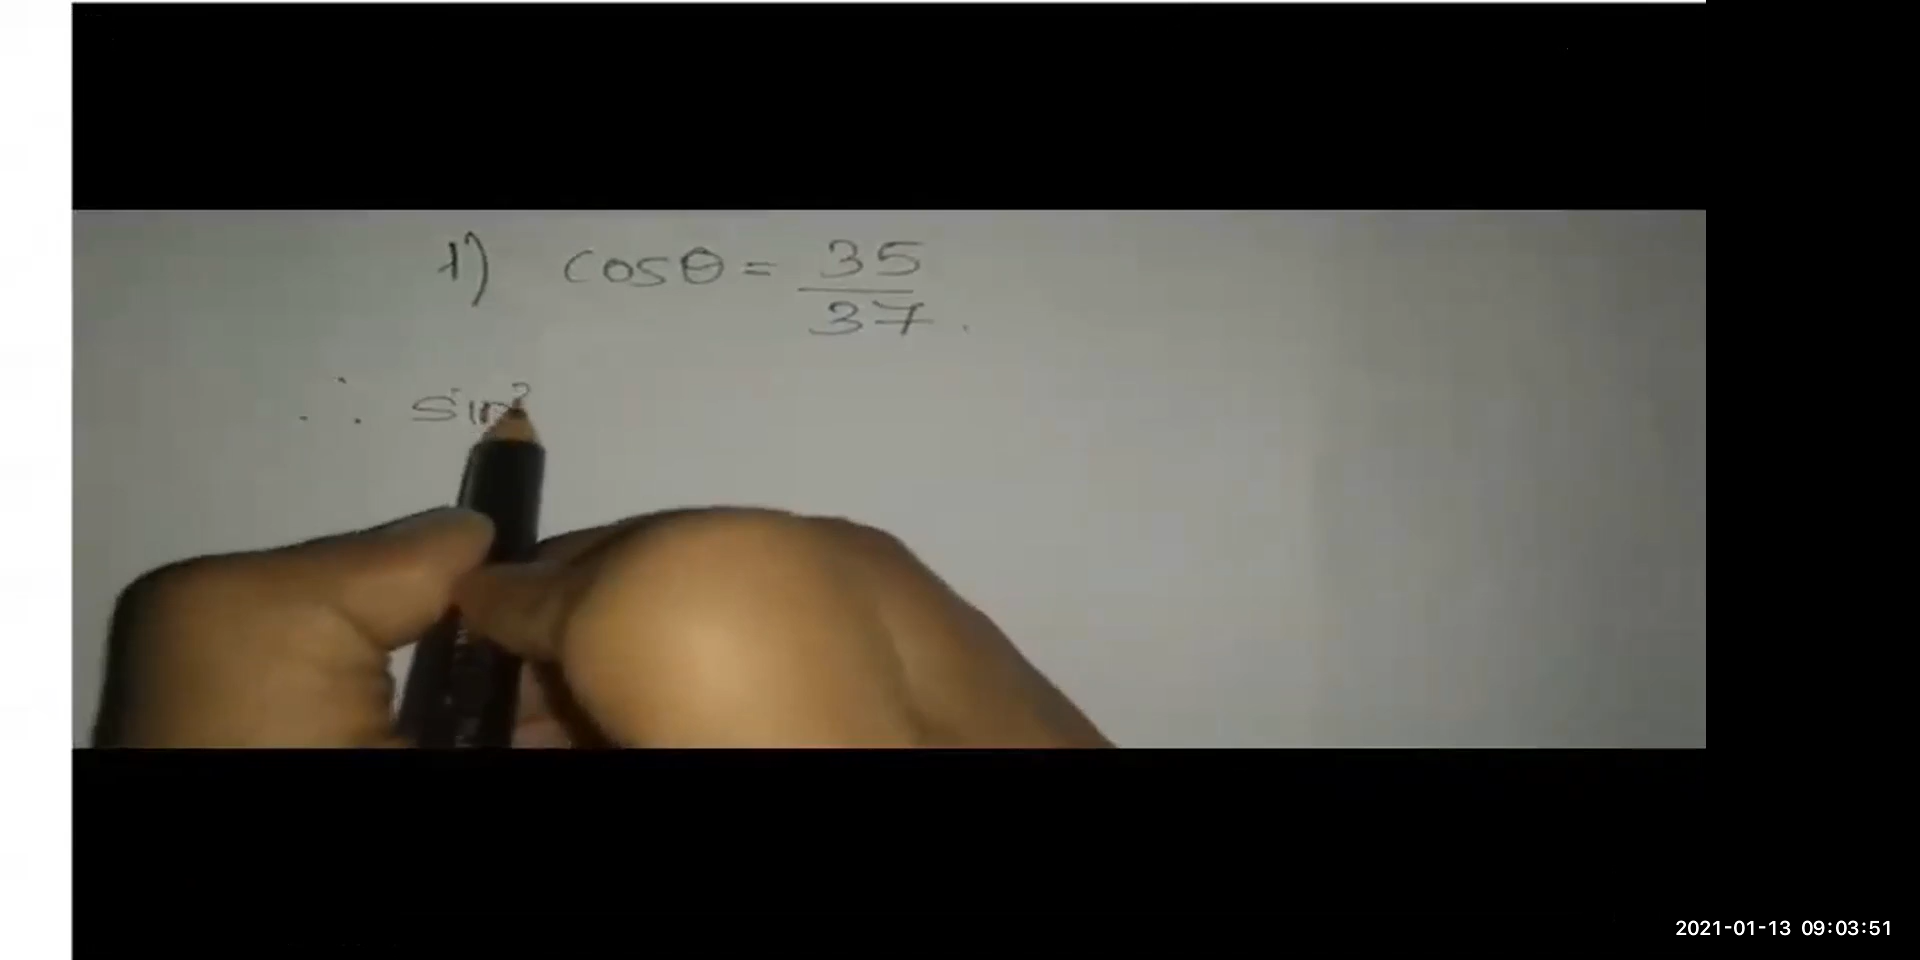 1) cosθ = 35/37.
∴ sin²
2021-01-13 09:03:51